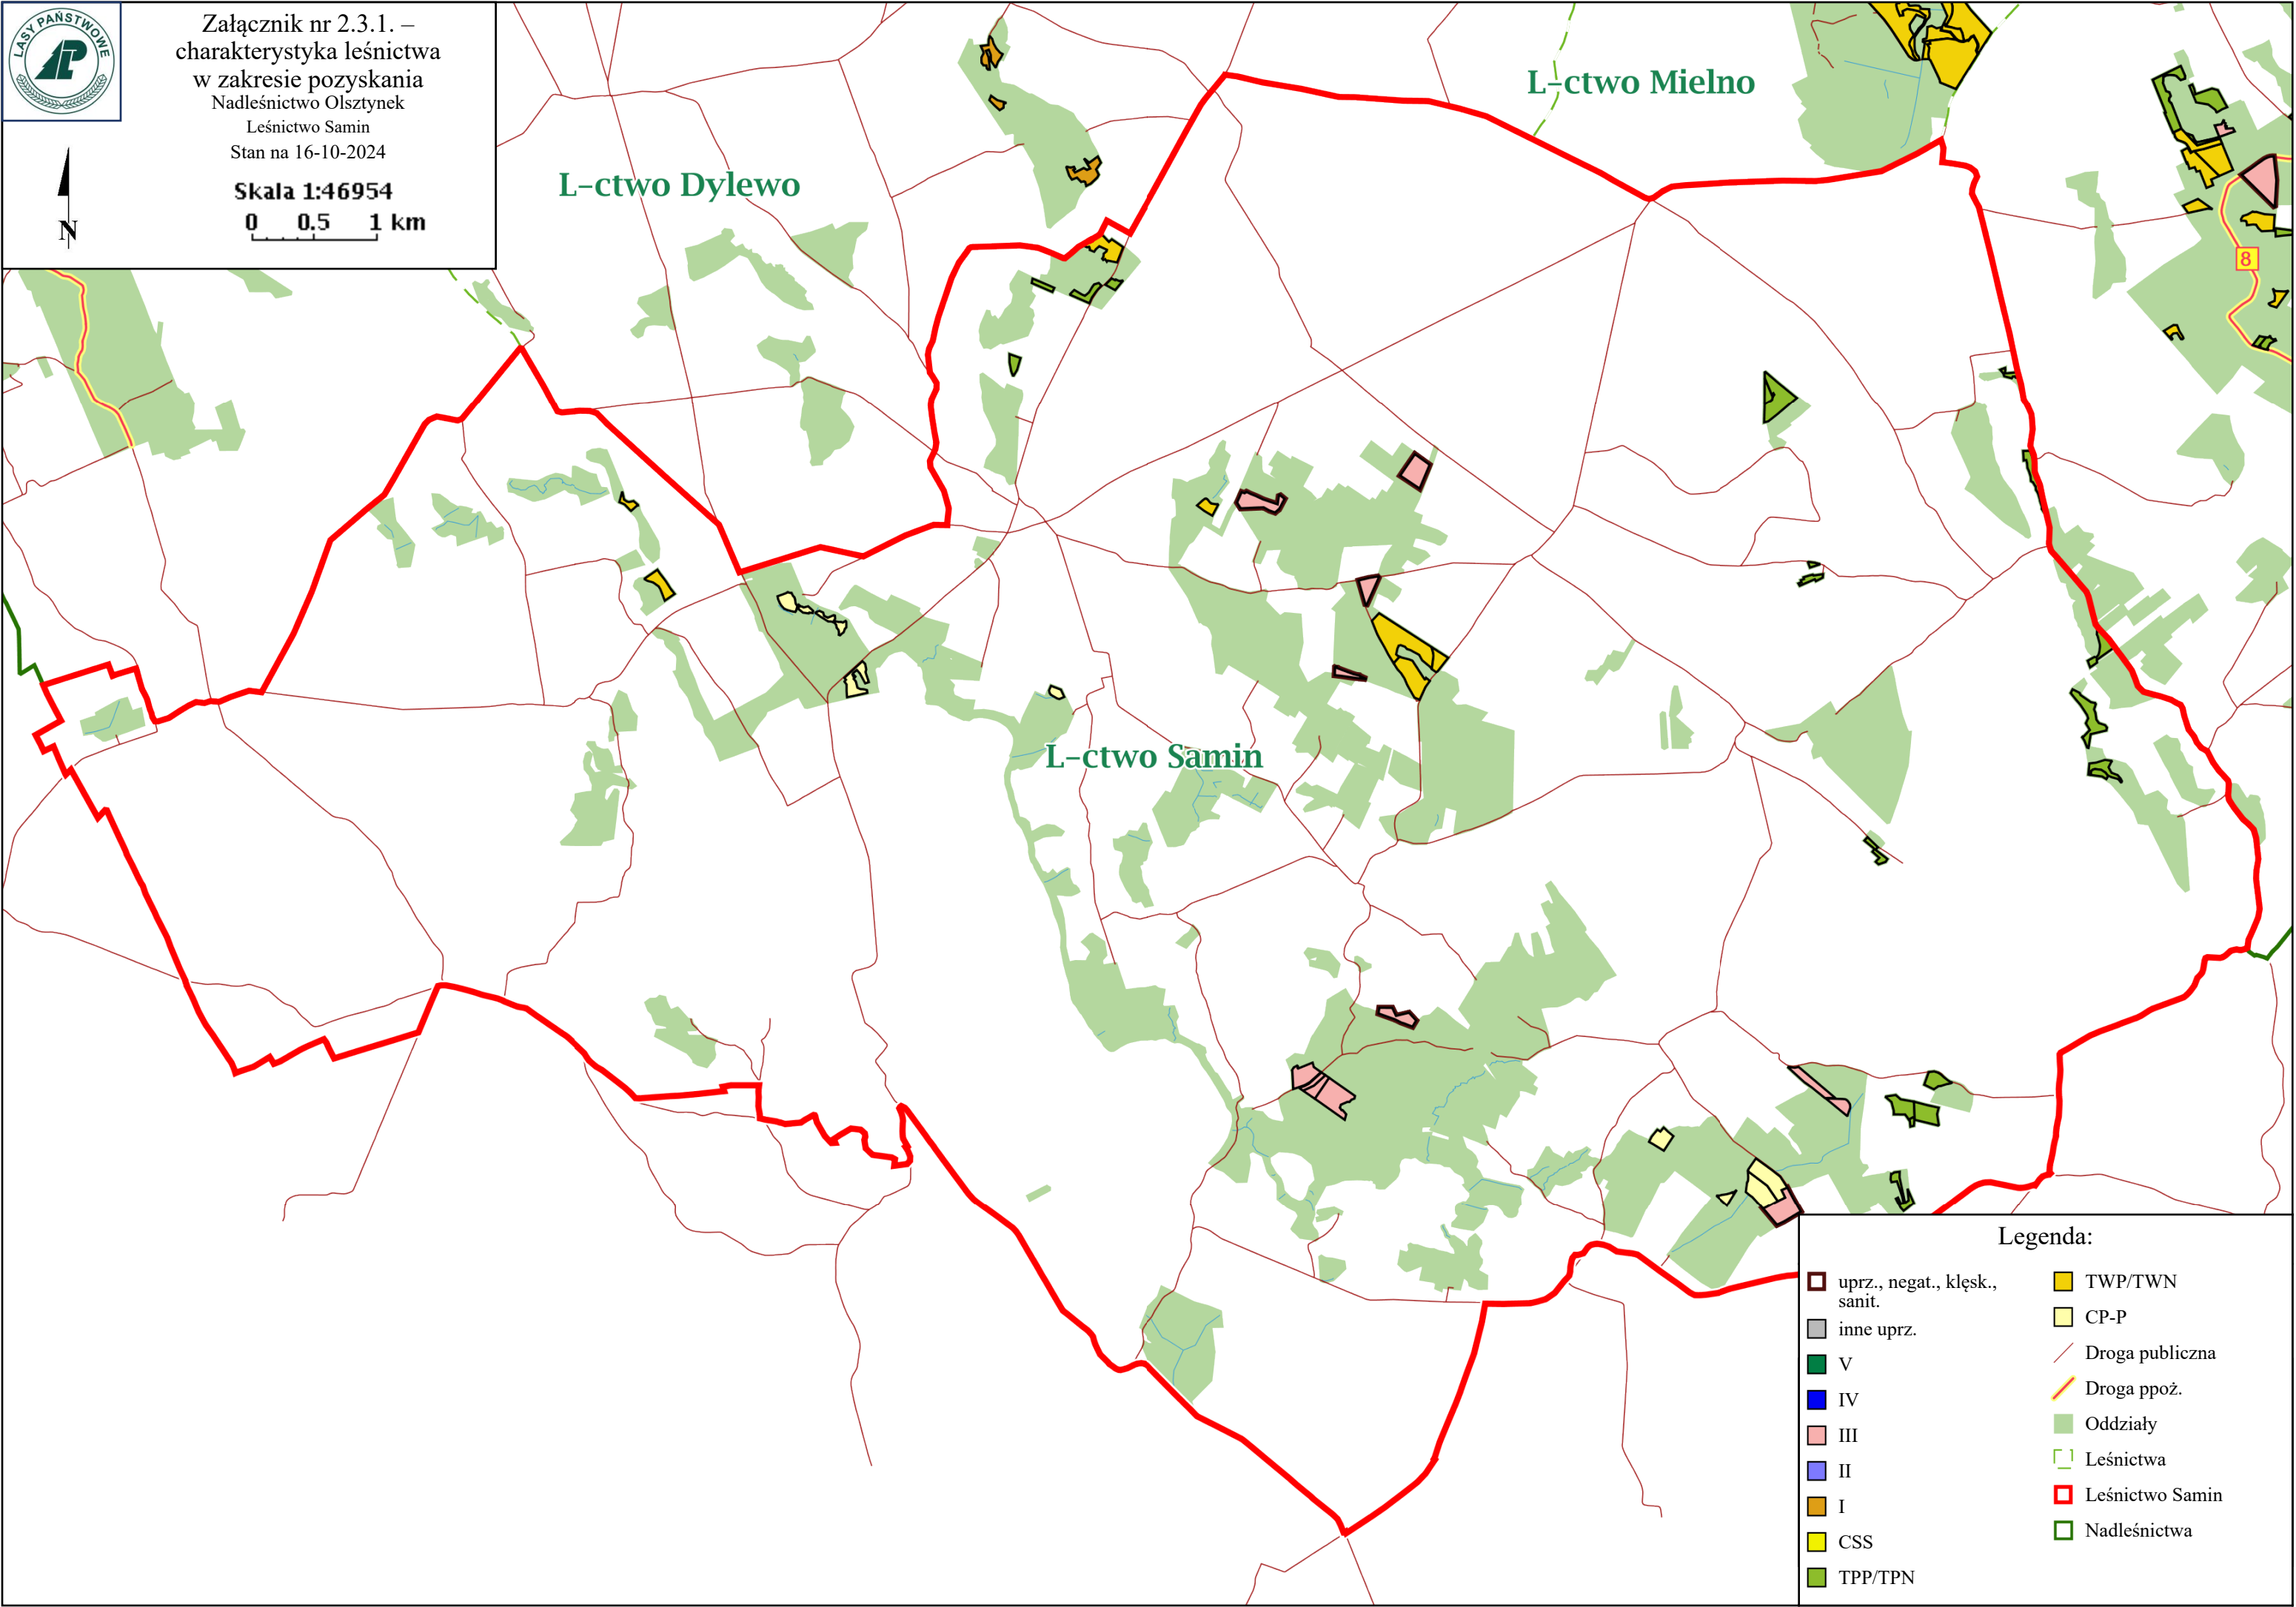 LASY PAŃSTWOWE
Załącznik nr 2.3.1. –
charakterystyka leśnictwa
w zakresie pozyskania
Nadleśnictwo Olsztynek
Leśnictwo Samin
Stan na 16-10-2024
Skala 1:46954
0 0.5 1 km
N
L-ctwo Mielno
L-ctwo Dylewo
8
L-ctwo Samin
Legenda:
uprz., negat., klęsk.,
sanit.
inne uprz.
V
IV
III
II
I
CSS
TPP/TPN
TWP/TWN
CP-P
Droga publiczna
Droga ppoż.
Oddziały
Leśnictwa
Leśnictwo Samin
Nadleśnictwa